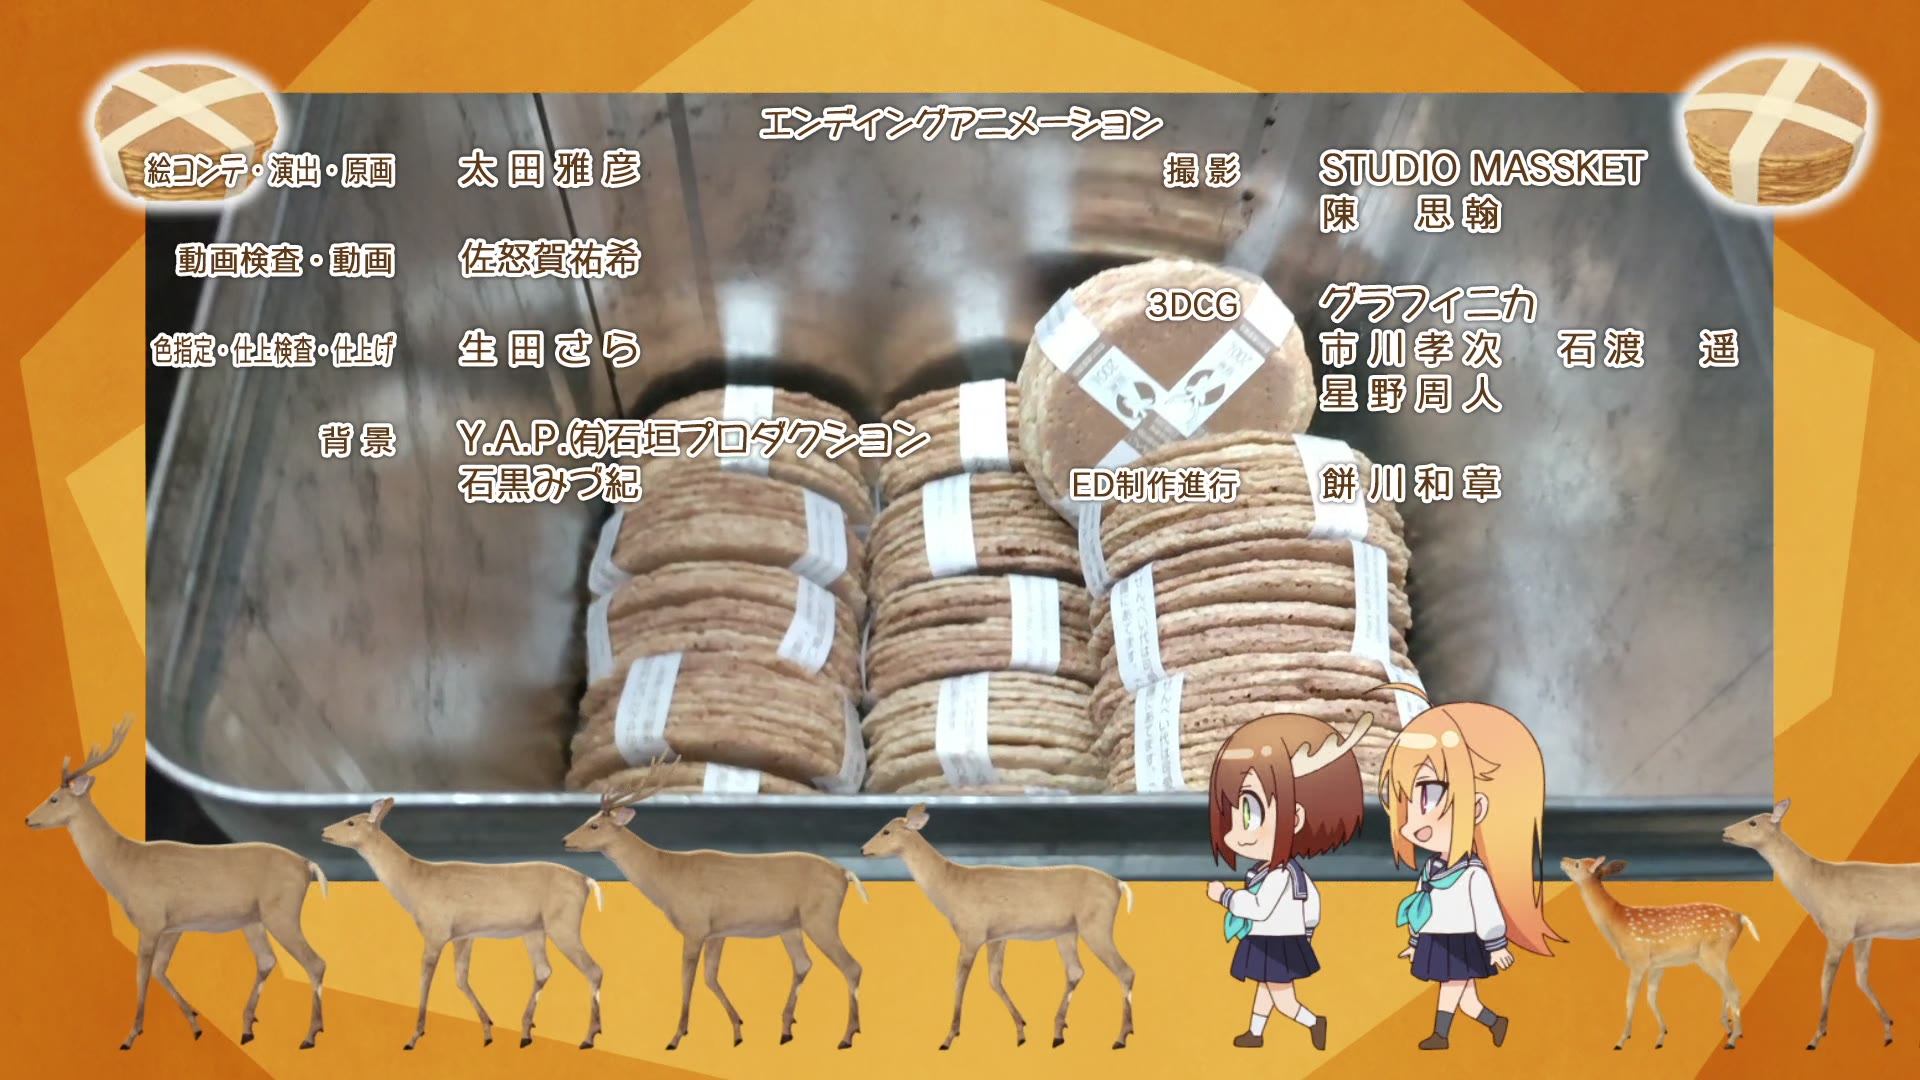 エンディングアニメーション
絵コンテ・演出・原画 太田雅彦
動画検査・動画 佐怒賀祐希
色指定・仕上検査・仕上げ 生田さら
背景 Y.A.P.㈲石垣プロダクション
石黒みづ紀
撮影 STUDIO MASSKET
陳 思翰
3DCG グラフィニカ
市川孝次 石渡 遥
星野周人
ED制作進行 餅川和章